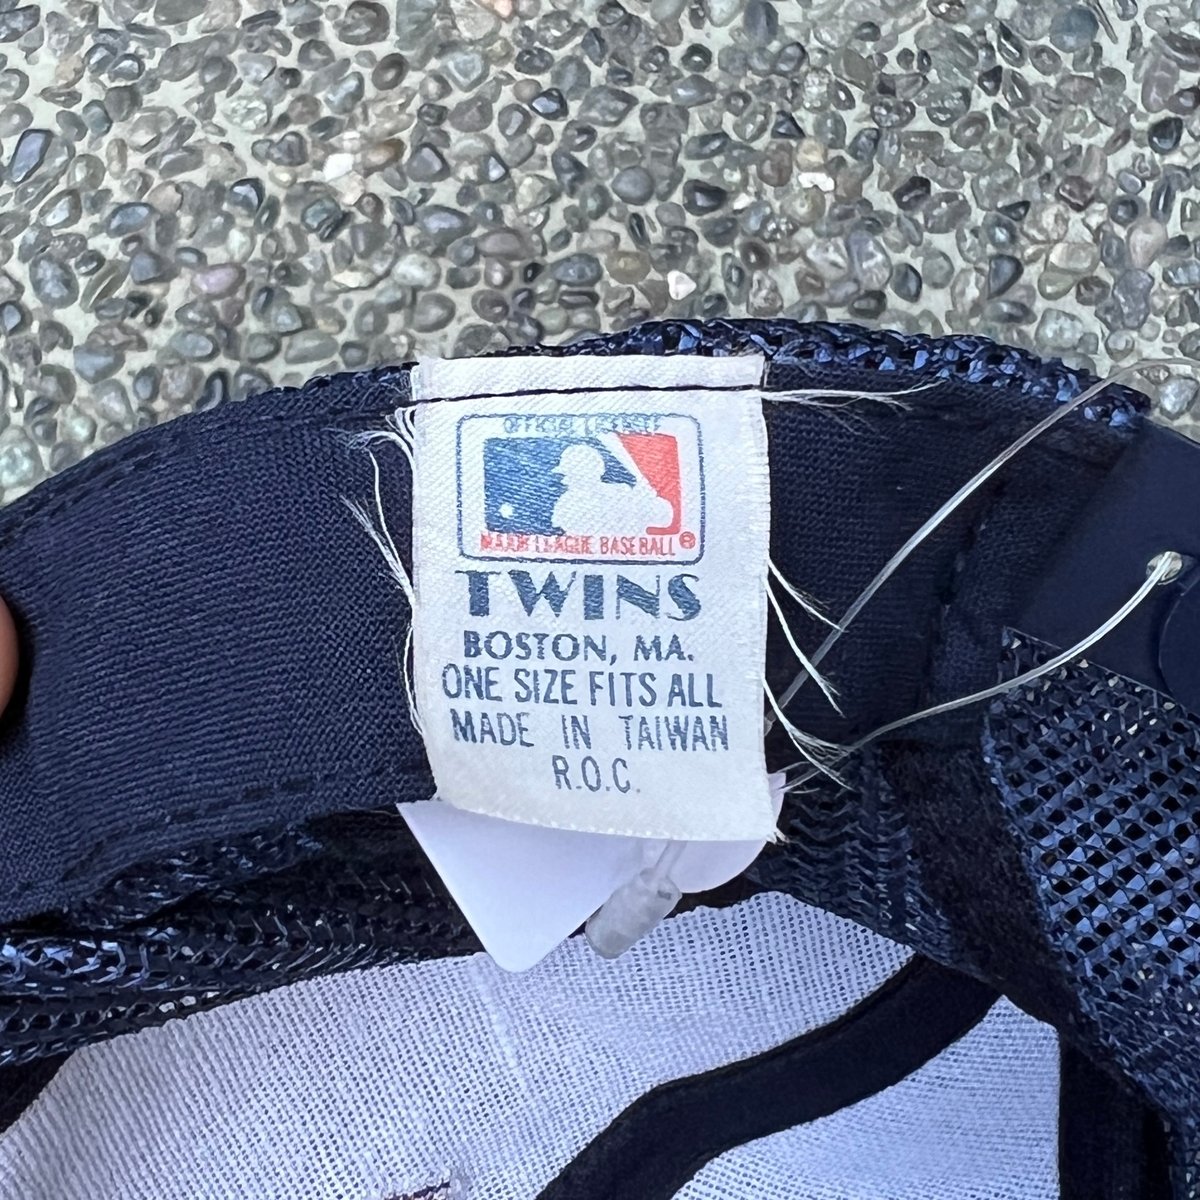 OFFICIAL LICENSEE
MAJOR LEAGUE BASEBALL ®
TWINS
BOSTON, MA.
ONE SIZE FITS ALL
MADE IN TAIWAN
R.O.C.